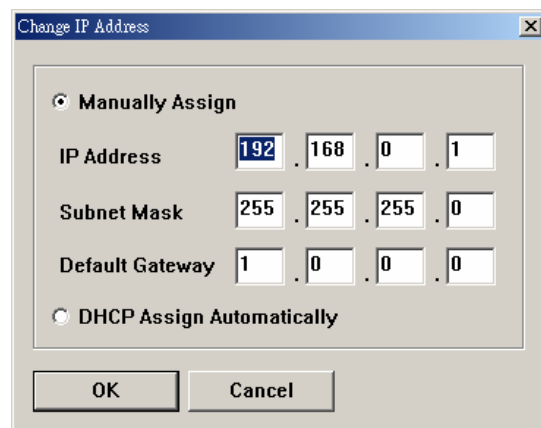 Change IP Address
Manually Assign
IP Address 192 . 168 . 0 . 1
Subnet Mask 255 . 255 . 255 . 0
Default Gateway 1 . 0 . 0 . 0
DHCP Assign Automatically
OK Cancel